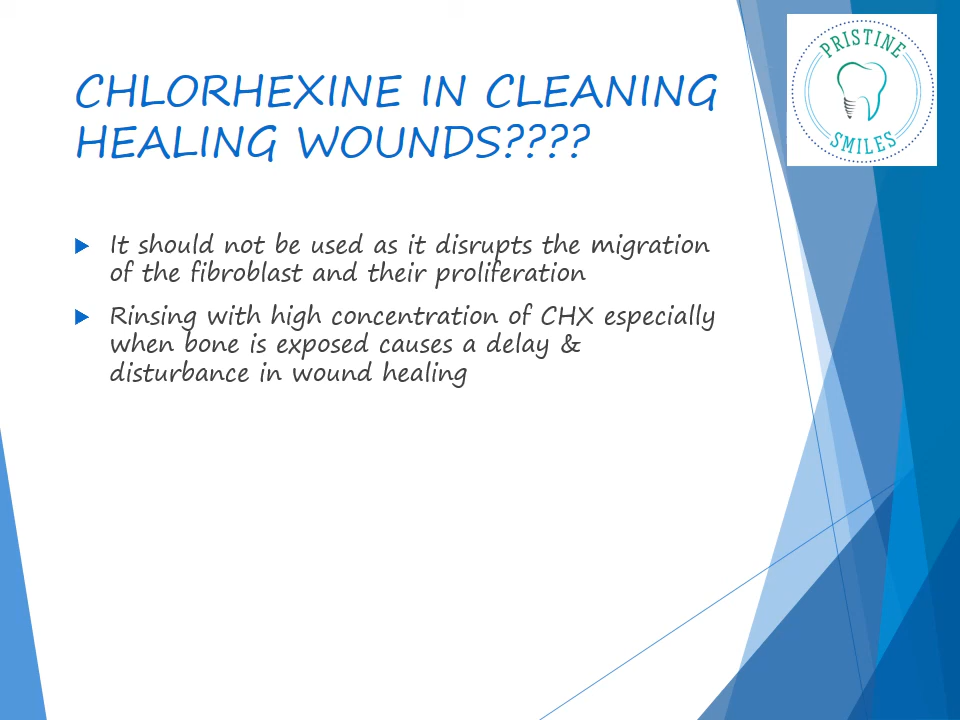 CHLORHEXINE IN CLEANING
HEALING WOUNDS????
PRISTINE
SMILES
It should not be used as it disrupts the migration
of the fibroblast and their proliferation
Rinsing with high concentration of CHX especially
when bone is exposed causes a delay &
disturbance in wound healing